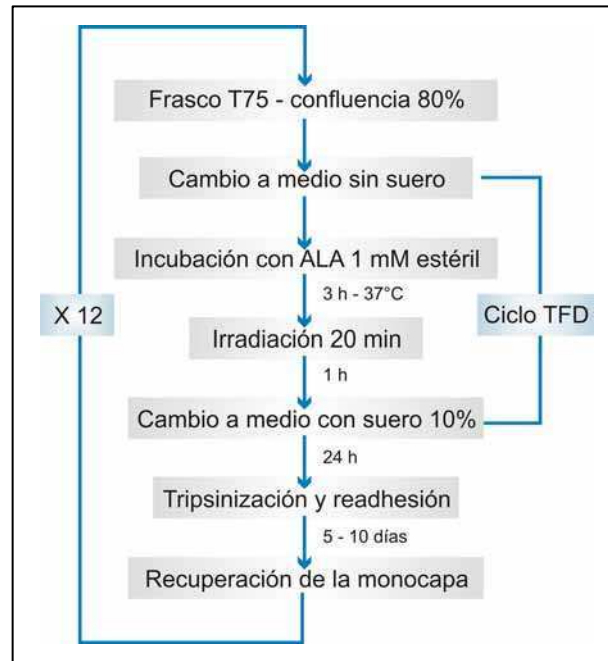 Frasco T75 - confluencia 80%
Cambio a medio sin suero
Incubación con ALA 1 mM estéril
3 h - 37°C
X 12
Ciclo TFD
Irradiación 20 min
1 h
Cambio a medio con suero 10%
24 h
Tripsinización y readhesión
5 - 10 días
Recuperación de la monocapa